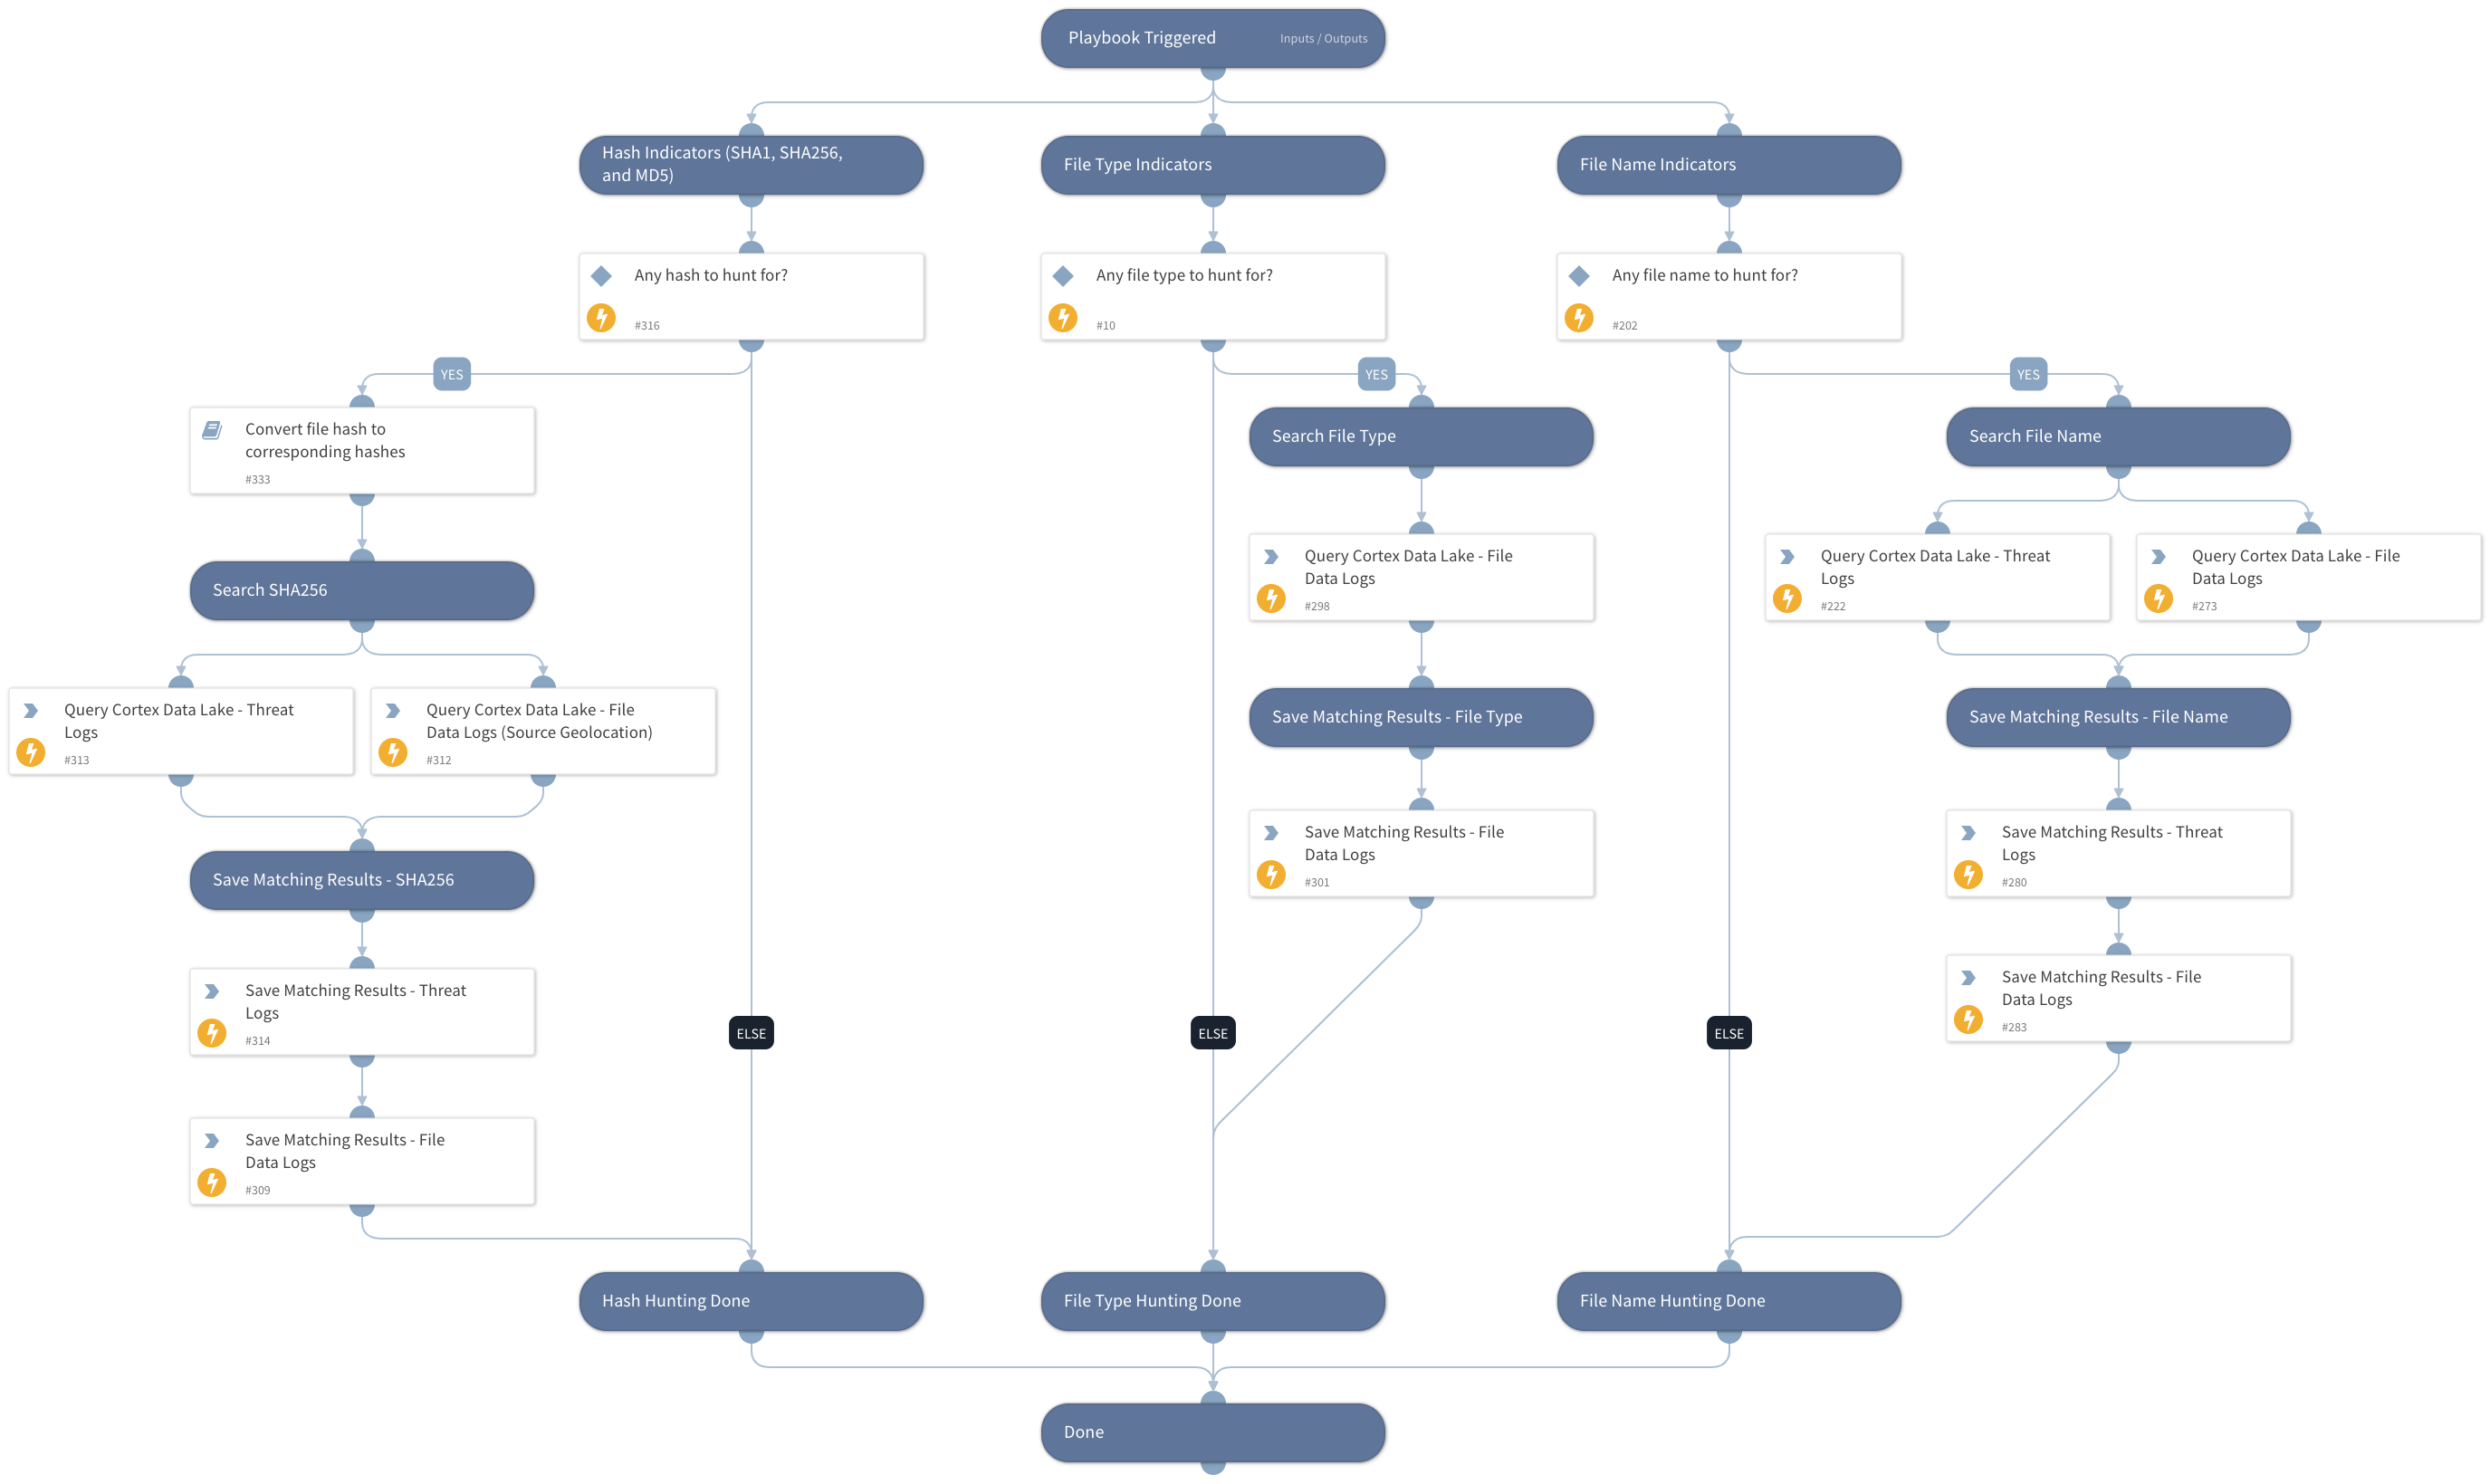 Playbook Triggered
Inputs / Outputs
Hash Indicators (SHA1, SHA256,
and MD5)
File Type Indicators
File Name Indicators
Any hash to hunt for?
#316
Any file type to hunt for?
#10
Any file name to hunt for?
#202
YES
YES
YES
Convert file hash to
corresponding hashes
#333
Search File Type
Search File Name
Query Cortex Data Lake - File
Data Logs
#298
Query Cortex Data Lake - Threat
Logs
#222
Query Cortex Data Lake - File
Data Logs
#273
Search SHA256
Query Cortex Data Lake - Threat
Logs
#313
Query Cortex Data Lake - File
Data Logs (Source Geolocation)
#312
Save Matching Results - File Type
Save Matching Results - File Name
Save Matching Results - File
Data Logs
#301
Save Matching Results - Threat
Logs
#280
Save Matching Results - SHA256
Save Matching Results - Threat
Logs
#314
Save Matching Results - File
Data Logs
#283
ELSE
ELSE
ELSE
Save Matching Results - File
Data Logs
#309
Hash Hunting Done
File Type Hunting Done
File Name Hunting Done
Done